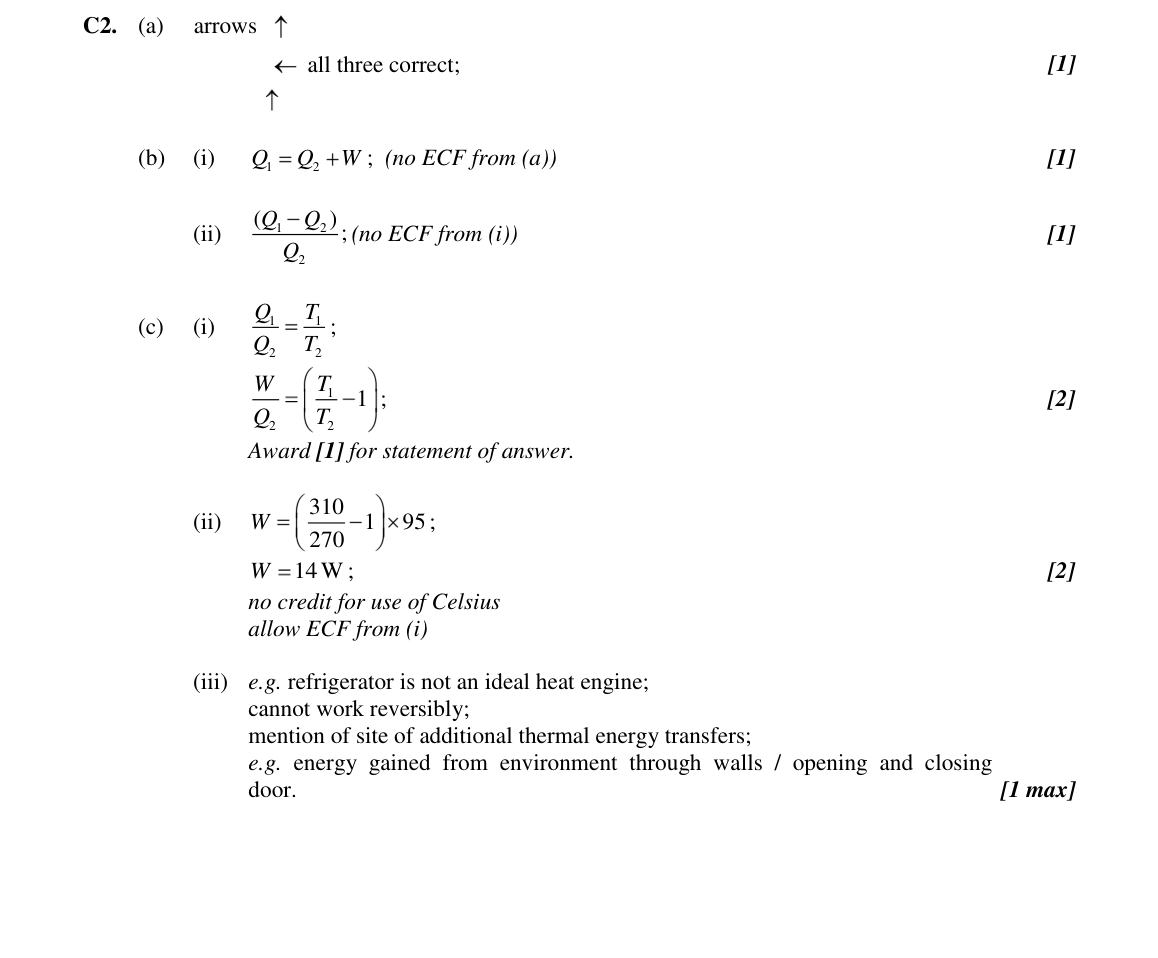 C2. (a) arrows ↑
← all three correct; [1]
↑
(b) (i) Q₁ = Q₂ + W ; (no ECF from (a)) [1]
(ii) (Q₁ − Q₂) / Q₂ ; (no ECF from (i)) [1]
(c) (i) Q₁ / Q₂ = T₁ / T₂ ;
W / Q₂ = (T₁ / T₂ − 1) ; [2]
Award [1] for statement of answer.
(ii) W = (310 / 270 − 1) × 95 ;
W = 14 W ; [2]
no credit for use of Celsius
allow ECF from (i)
(iii) e.g. refrigerator is not an ideal heat engine;
cannot work reversibly;
mention of site of additional thermal energy transfers;
e.g. energy gained from environment through walls / opening and closing
door. [1 max]